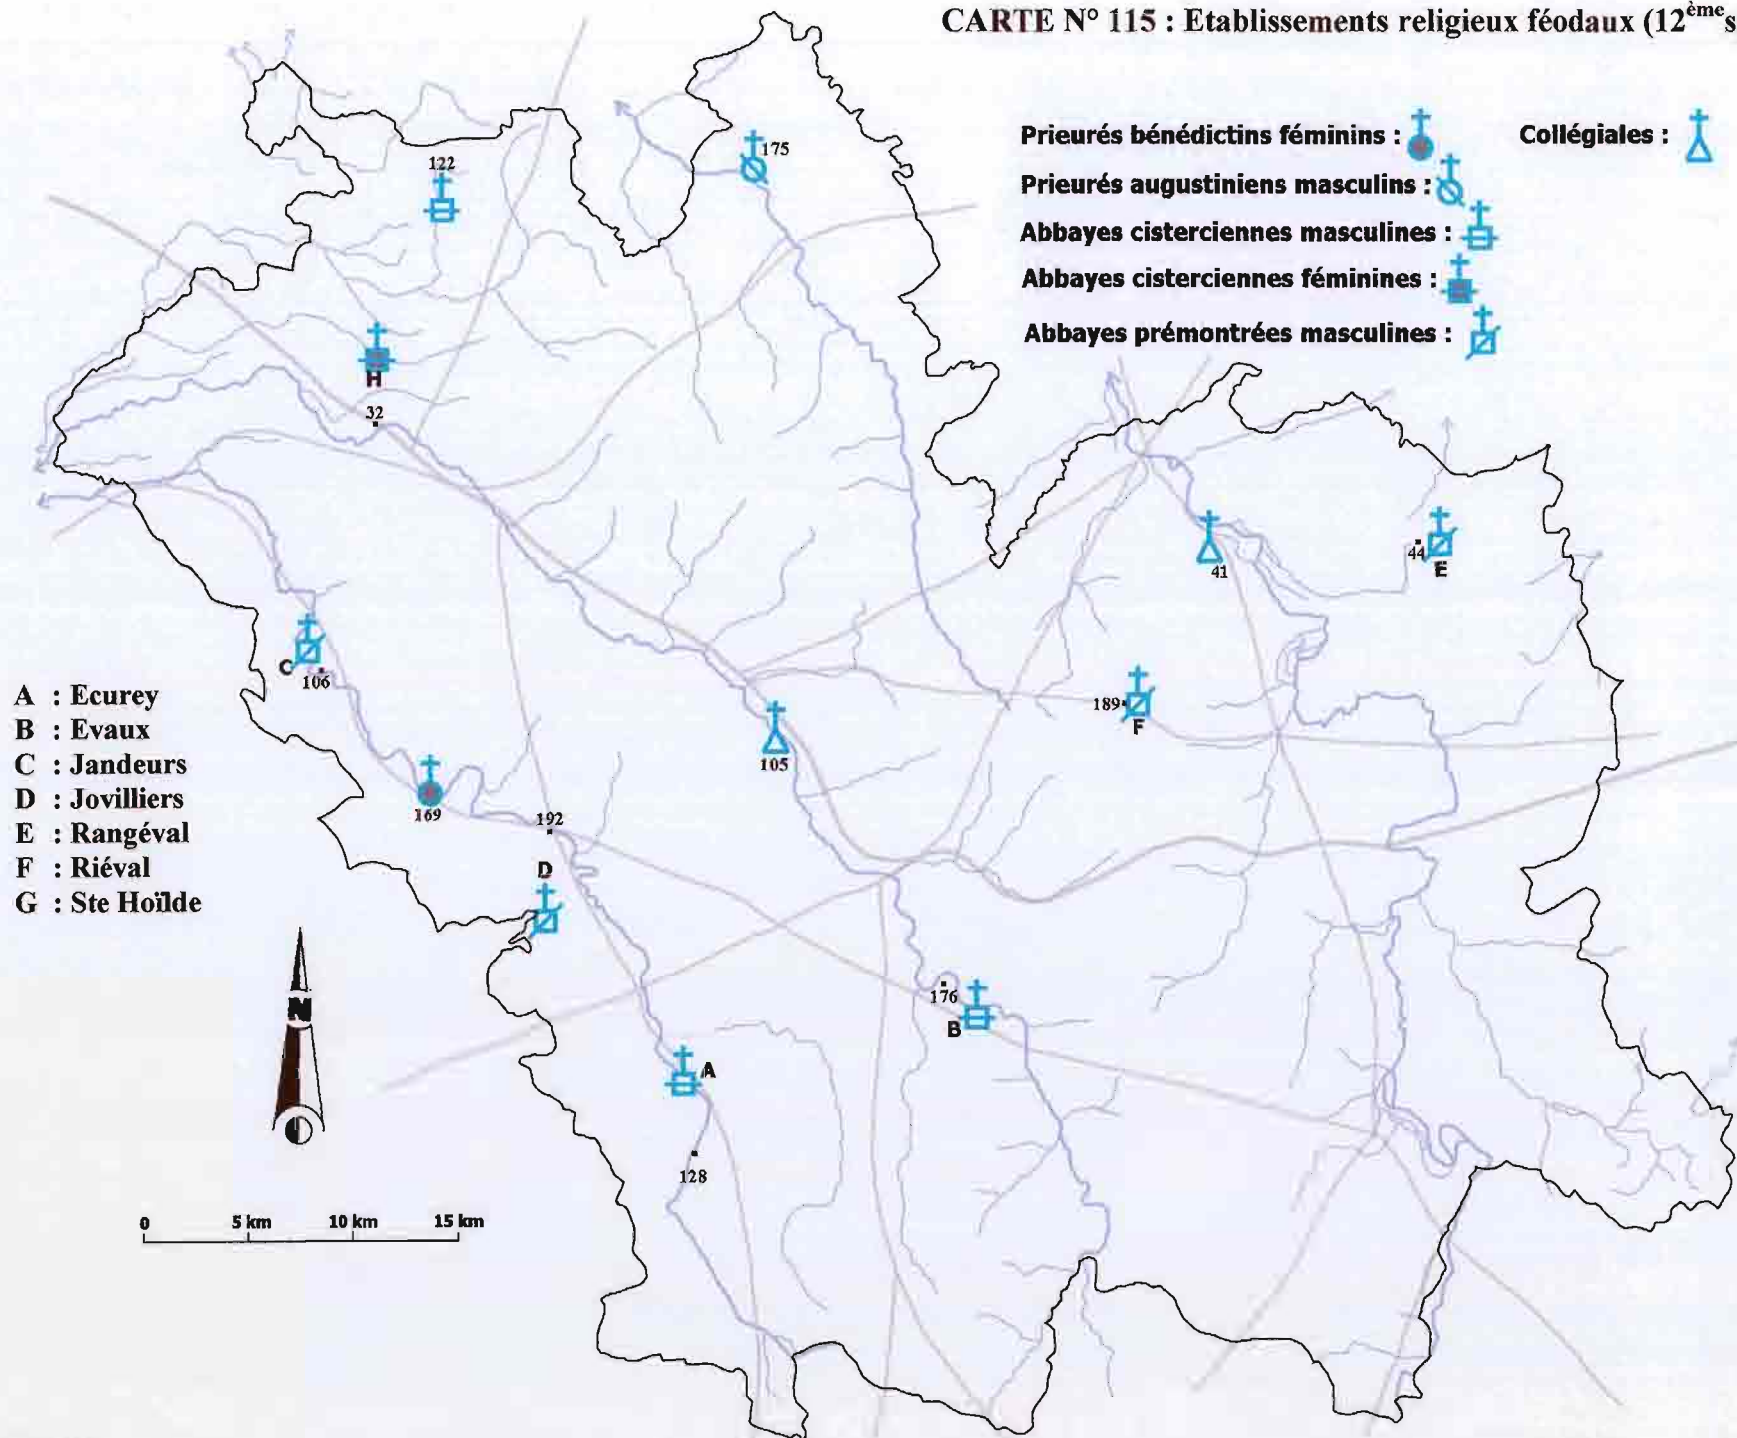 CARTE N° 115 : Etablissements religieux féodaux (12ème s
Prieurés bénédictins féminins :
Collégiales :
Prieurés augustiniens masculins :
Abbayes cisterciennes masculines :
Abbayes cisterciennes féminines :
Abbayes prémontrées masculines :
175
122
H
32
41
44
E
C
106
189
F
105
169
192
D
176
B
A
128
A : Ecurey
B : Evaux
C : Jandeurs
D : Jovilliers
E : Rangéval
F : Riéval
G : Ste Hoïlde
N
0 5 km 10 km 15 km